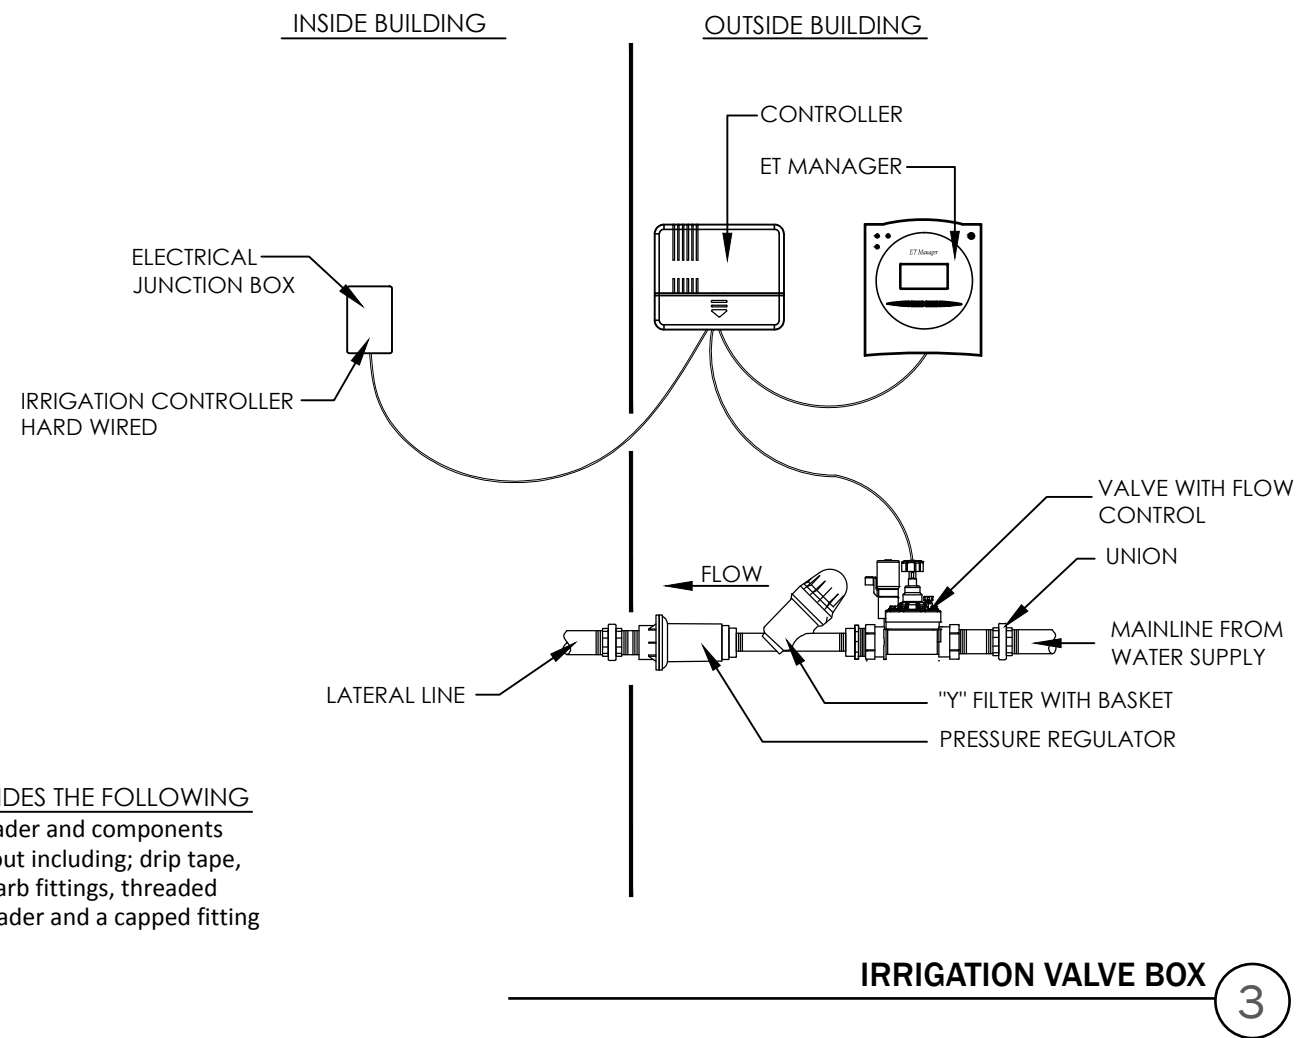 INSIDE BUILDING
OUTSIDE BUILDING
CONTROLLER
ET MANAGER
ET Manager
ELECTRICAL
JUNCTION BOX
IRRIGATION CONTROLLER
HARD WIRED
VALVE WITH FLOW
CONTROL
UNION
FLOW
MAINLINE FROM
WATER SUPPLY
LATERAL LINE
"Y" FILTER WITH BASKET
PRESSURE REGULATOR
IDES THE FOLLOWING
ader and components
out including; drip tape,
arb fittings, threaded
ader and a capped fitting
IRRIGATION VALVE BOX
3